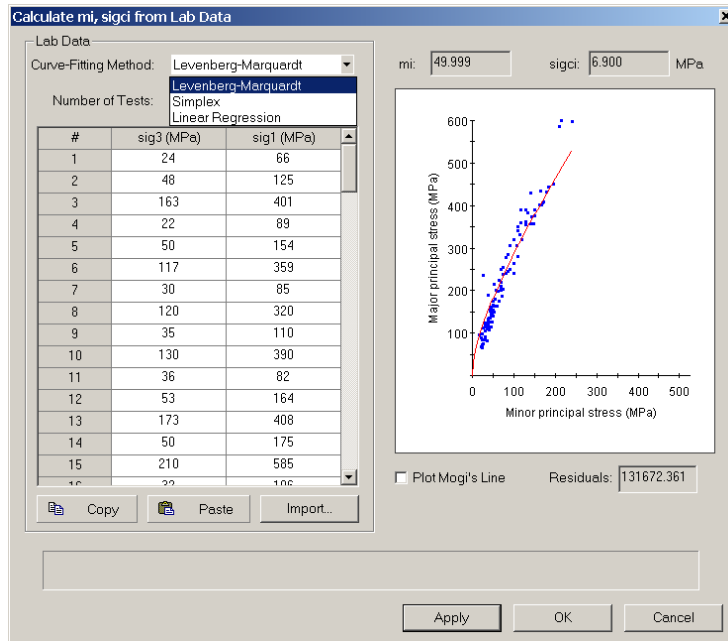 Calculate mi, sigci from Lab Data
Lab Data
Curve-Fitting Method: Levenberg-Marquardt
Levenberg-Marquardt
Simplex
Linear Regression
Number of Tests:
# sig3 (MPa) sig1 (MPa)
1 24 66
2 48 125
3 163 401
4 22 89
5 50 154
6 117 359
7 30 85
8 120 320
9 35 110
10 130 390
11 36 82
12 53 164
13 173 408
14 50 175
15 210 585
16 32 106
Copy Paste Import...
mi: 49.999 sigci: 6.900 MPa
Major principal stress (MPa)
600
500
400
300
200
100
0 100 200 300 400 500
Minor principal stress (MPa)
Plot Mogi's Line Residuals: 131672.361
Apply OK Cancel